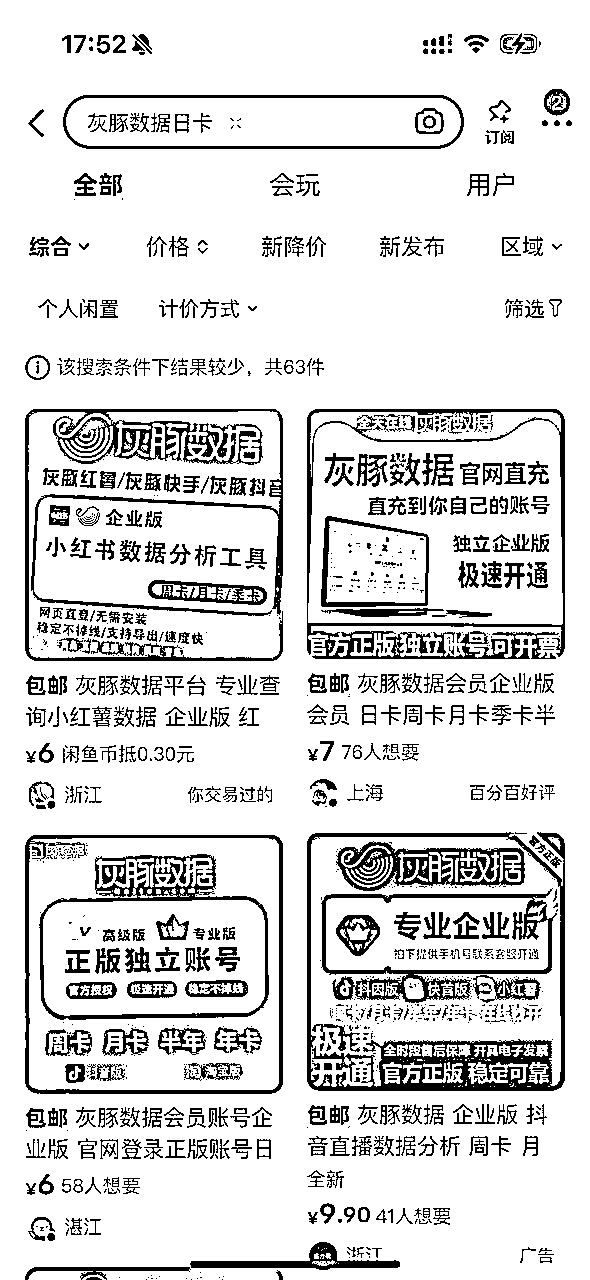 17:52
灰豚数据日卡
订阅
全部
会玩
用户
综合
价格
新降价
新发布
区域
个人闲置
计价方式
筛选
该搜索条件下结果较少，共63件
灰豚数据
灰豚红薯/灰豚快手/灰豚抖音
企业版
小红书数据分析工具
周卡/月卡/季卡
网页直登/无需安装
稳定不掉线/支持导出/速度快
包邮 灰豚数据平台 专业查
询小红薯数据 企业版 红
¥6 闲鱼币抵0.30元
浙江
你交易过的
全天在线 灰豚数据
灰豚数据 官网直充
直充到你自己的账号
独立企业版
极速开通
官方正版 独立账号 可开票
包邮 灰豚数据会员企业版
会员 日卡周卡月卡季卡半
¥7 76人想要
上海
百分百好评
灰豚数据
高级版 专业版
正版独立账号
官方授权 极速开通 稳定不掉线
周卡 月卡 半年 年卡
抖音版
淘宝版
包邮 灰豚数据会员账号企
业版 官网登录正版账号日
¥6 58人想要
湛江
官方正版
灰豚数据
专业企业版
拍下提供手机号联系客服开通
抖音版 快手版 小红薯
极速
开通
全时段售后保障 开具电子发票
官方正版 稳定可靠
包邮 灰豚数据 企业版 抖
音直播数据分析 周卡 月
全新
¥9.90 41人想要
浙江
广告